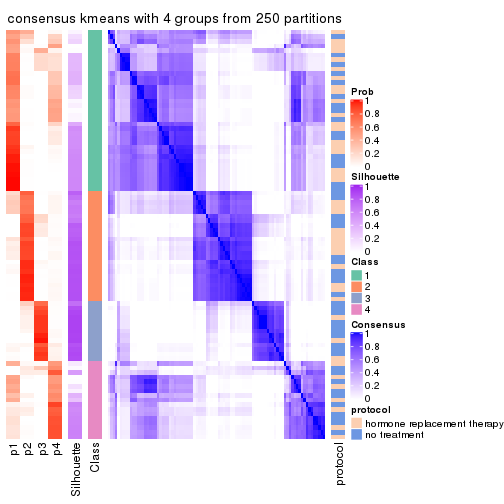 consensus kmeans with 4 groups from 250 partitions
Prob
1
0.8
0.6
0.4
0.2
0
Silhouette
1
0.8
0.6
0.4
0.2
0
Class
1
2
3
4
Consensus
1
0.8
0.6
0.4
0.2
0
protocol
hormone replacement therapy
no treatment
p1
p2
p3
p4
Silhouette
Class
protocol